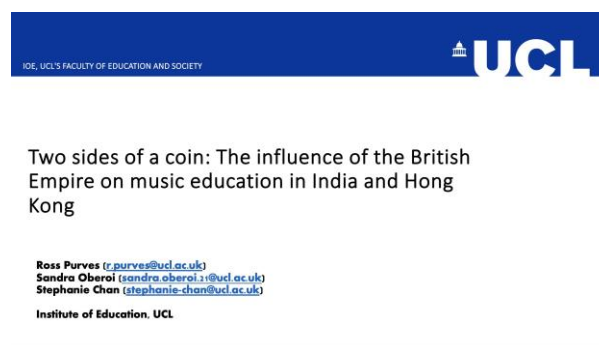 IOE, UCL'S FACULTY OF EDUCATION AND SOCIETY
UCL
Two sides of a coin: The influence of the British
Empire on music education in India and Hong
Kong
Ross Purves (r.purves@ucl.ac.uk)
Sandra Oberoi (sandra.oberoi.21@ucl.ac.uk)
Stephanie Chan (stephanie-chan@ucl.ac.uk)
Institute of Education, UCL